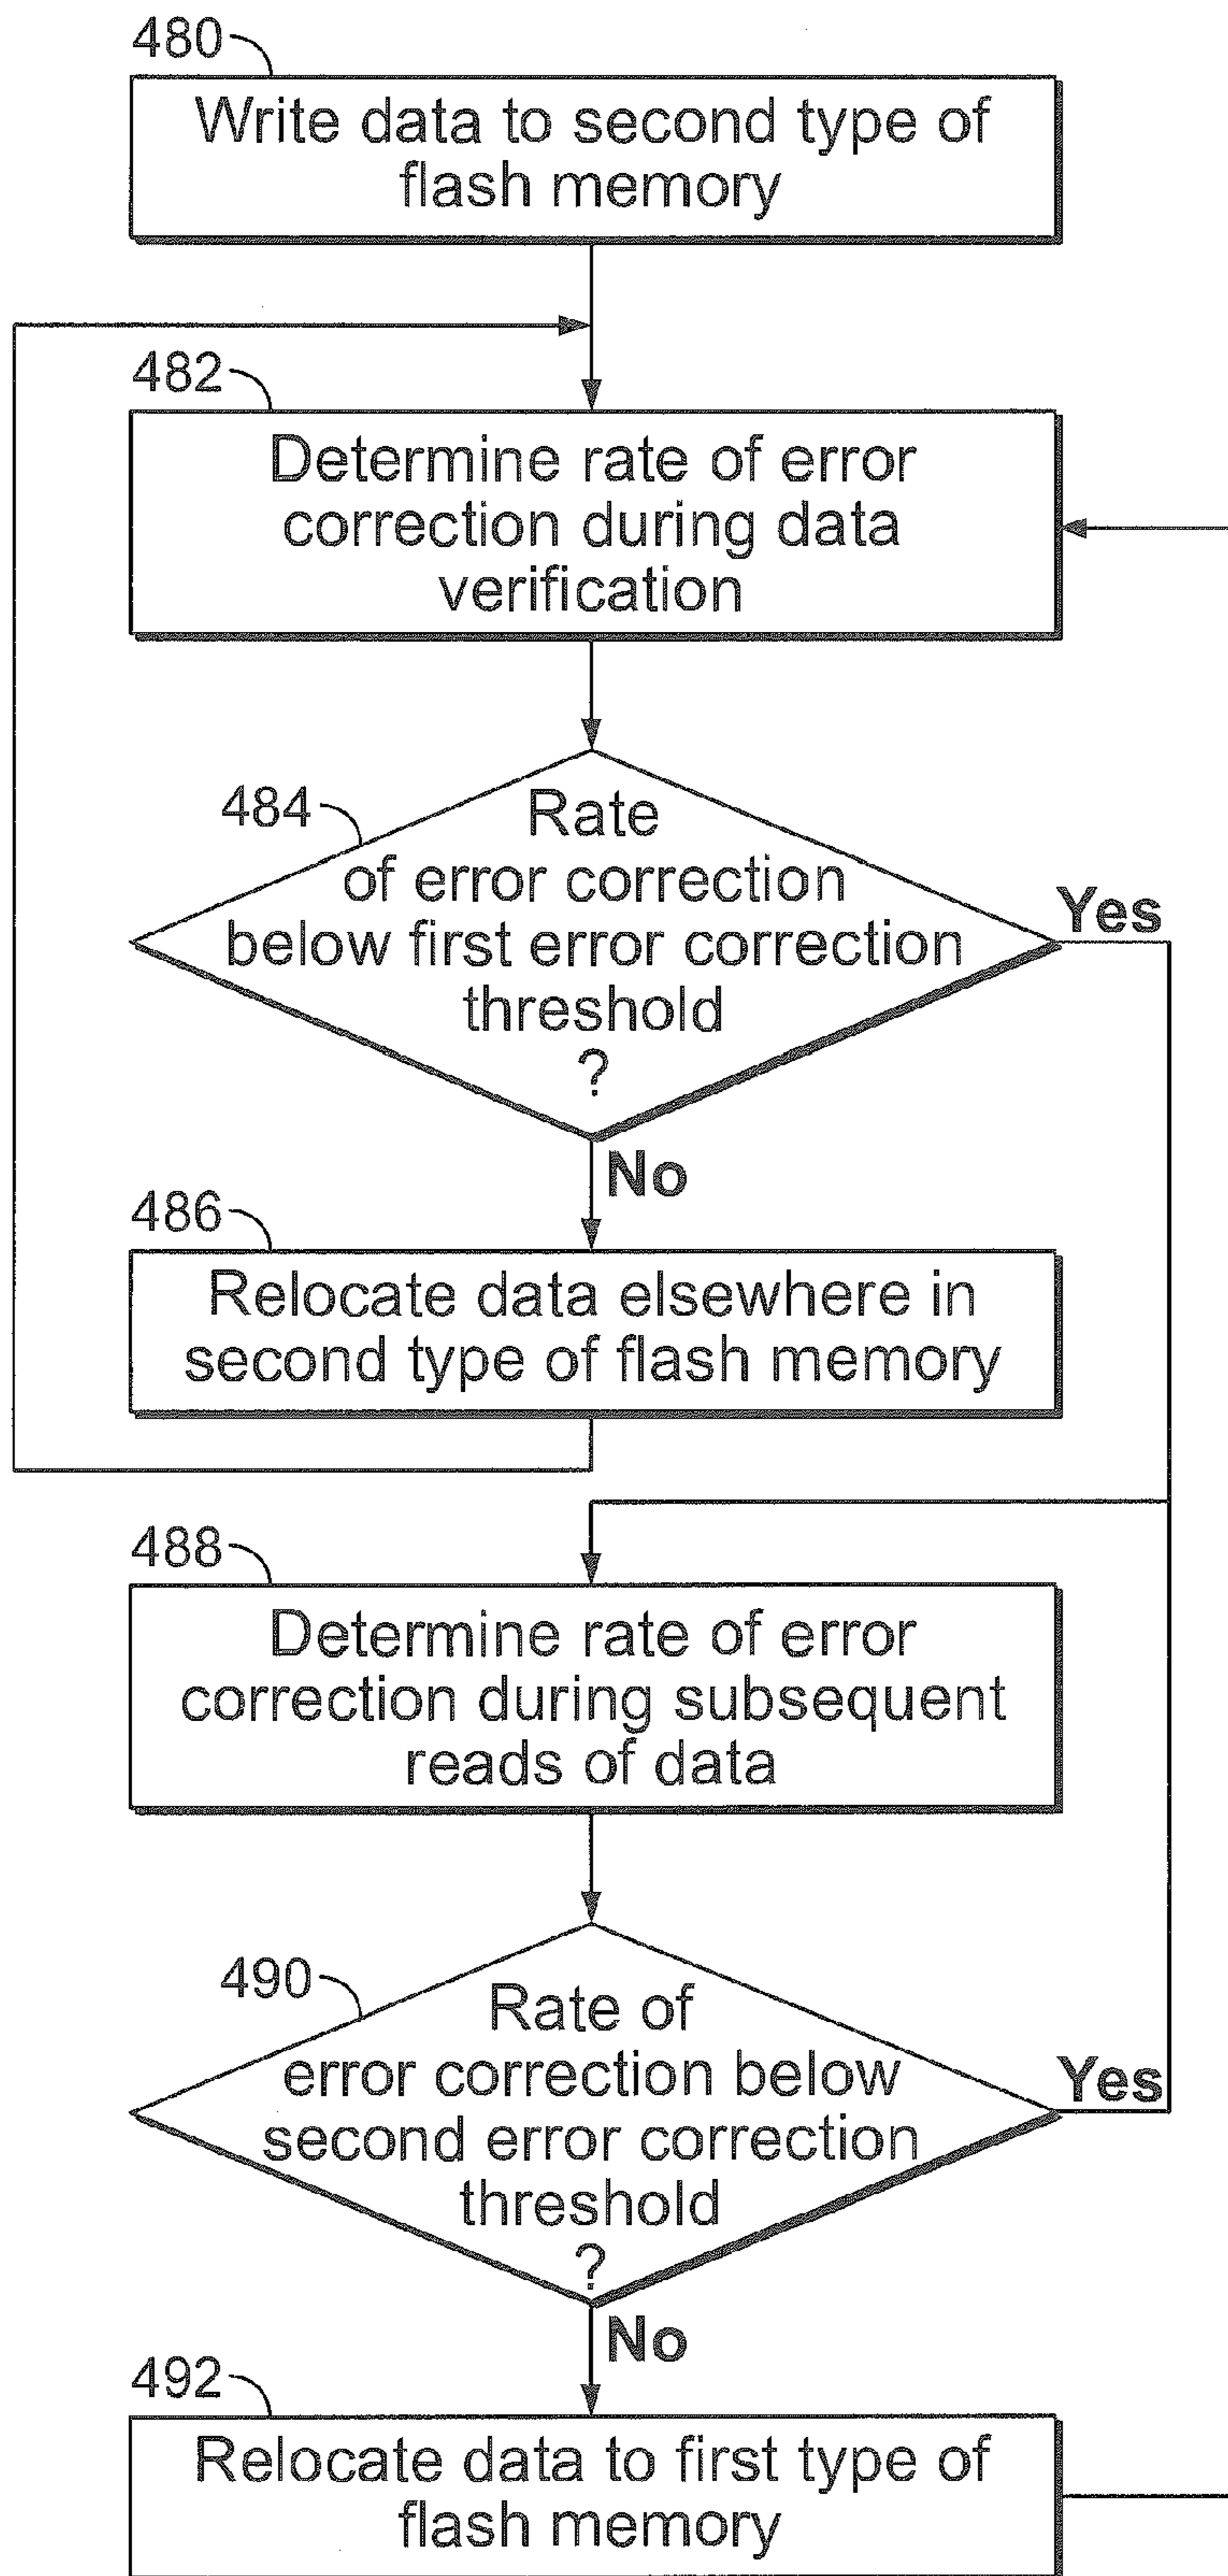 480
Write data to second type of
flash memory
482
Determine rate of error
correction during data
verification
484
Rate
of error correction
below first error correction
threshold
?
Yes
No
486
Relocate data elsewhere in
second type of flash memory
488
Determine rate of error
correction during subsequent
reads of data
490
Rate of
error correction below
second error correction
threshold
?
Yes
No
492
Relocate data to first type of
flash memory